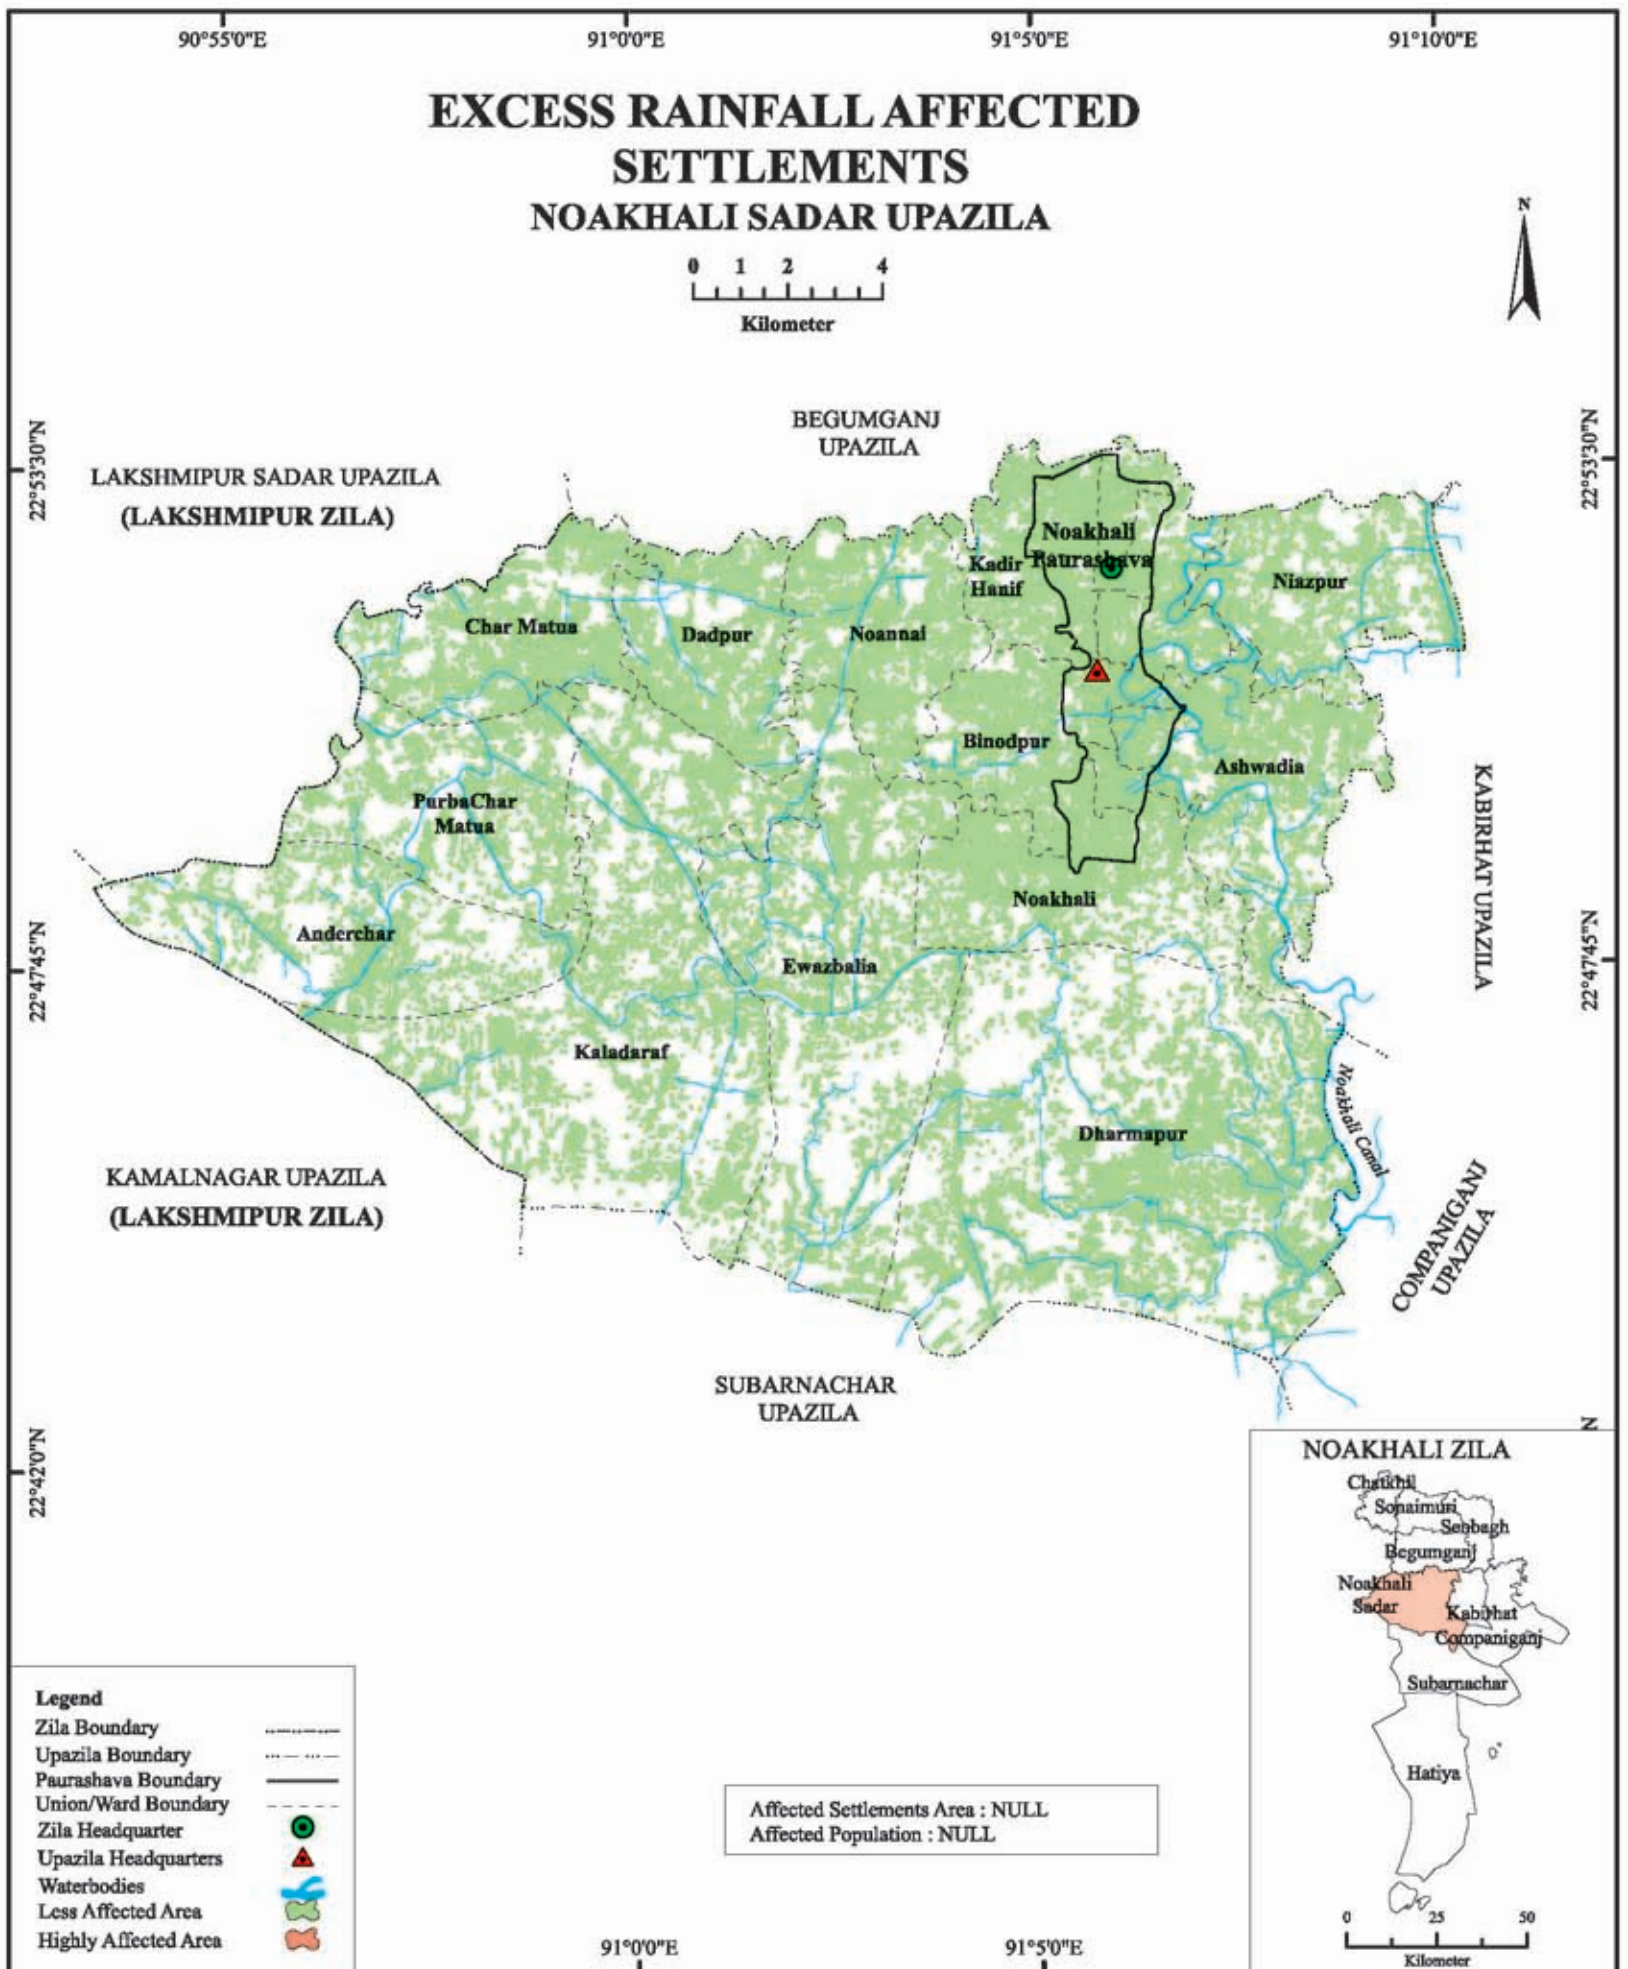 90°55'0"E
91°0'0"E
91°5'0"E
91°10'0"E
EXCESS RAINFALL AFFECTED
SETTLEMENTS
NOAKHALI SADAR UPAZILA
N
0 1 2 4
Kilometer
BEGUMGANJ
UPAZILA
22°53'30"N
22°53'30"N
LAKSHMIPUR SADAR UPAZILA
(LAKSHMIPUR ZILA)
Noakhali
Paurashava
Kadir
Hanif
Niazpur
Char Matua
Dadpur
Noannai
Binodpur
Ashwadia
PurbaChar
Matua
KABIRHAT UPAZILA
Noakhali
Anderchar
22°47'45"N
22°47'45"N
Ewazbalia
Kaladaraf
Noakhali Canal
Dharmapur
KAMALNAGAR UPAZILA
(LAKSHMIPUR ZILA)
COMPANIGANJ
UPAZILA
SUBARNACHAR
UPAZILA
22°42'0"N
N
NOAKHALI ZILA
Chatkhil
Sonaimuri
Senbagh
Begumganj
Noakhali
Sadar
Kabirhat
Companiganj
Subarnachar
Hatiya
0 25 50
Kilometer
Legend
Zila Boundary
Upazila Boundary
Paurashava Boundary
Union/Ward Boundary
Zila Headquarter
Upazila Headquarters
Waterbodies
Less Affected Area
Highly Affected Area
Affected Settlements Area : NULL
Affected Population : NULL
91°0'0"E
91°5'0"E